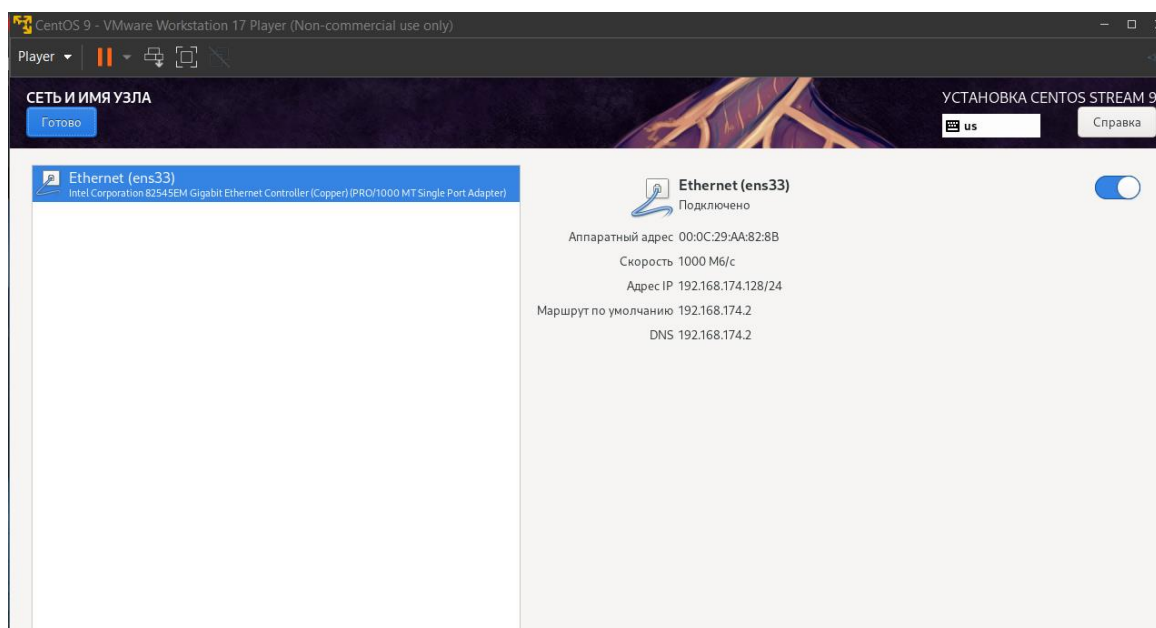 CentOS 9 - VMware Workstation 17 Player (Non-commercial use only)
Player
СЕТЬ И ИМЯ УЗЛА
УСТАНОВКА CENTOS STREAM 9
Готово
us
Справка
Ethernet (ens33)
Intel Corporation 82545EM Gigabit Ethernet Controller (Copper) (PRO/1000 MT Single Port Adapter)
Ethernet (ens33)
Подключено
Аппаратный адрес 00:0C:29:AA:82:8B
Скорость 1000 Мб/с
Адрес IP 192.168.174.128/24
Маршрут по умолчанию 192.168.174.2
DNS 192.168.174.2